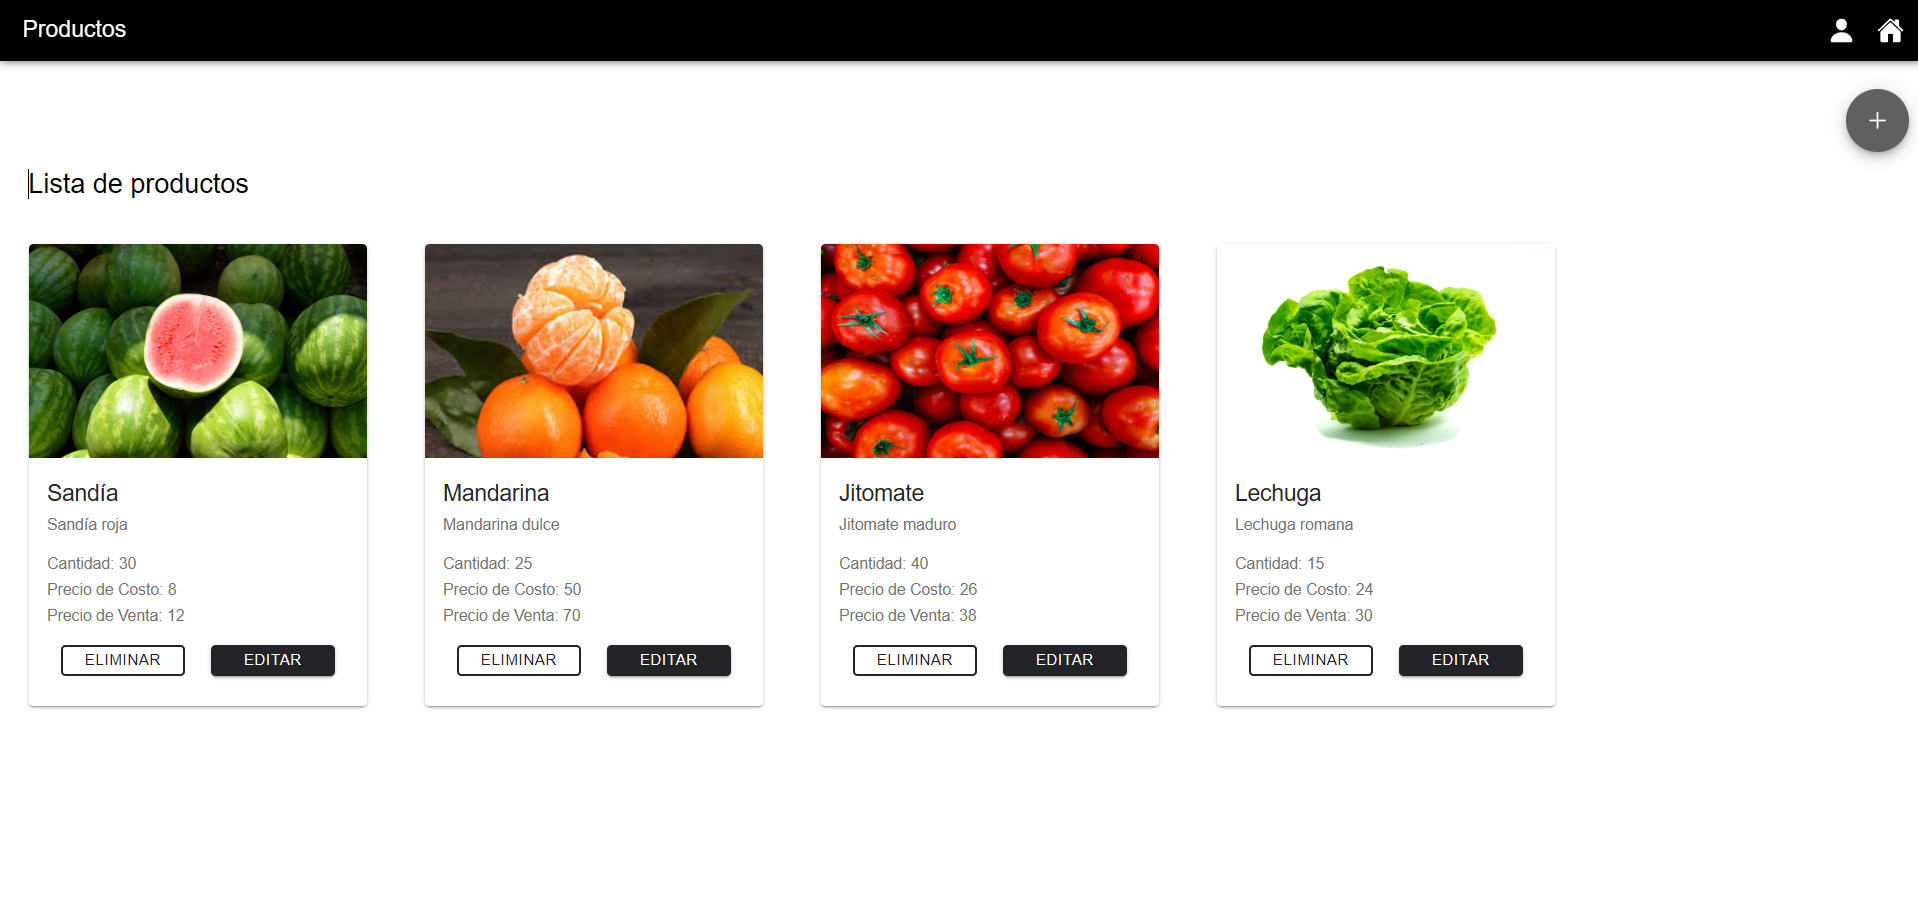 Productos
Lista de productos
Sandía
Sandía roja
Cantidad: 30
Precio de Costo: 8
Precio de Venta: 12
ELIMINAR EDITAR
Mandarina
Mandarina dulce
Cantidad: 25
Precio de Costo: 50
Precio de Venta: 70
ELIMINAR EDITAR
Jitomate
Jitomate maduro
Cantidad: 40
Precio de Costo: 26
Precio de Venta: 38
ELIMINAR EDITAR
Lechuga
Lechuga romana
Cantidad: 15
Precio de Costo: 24
Precio de Venta: 30
ELIMINAR EDITAR